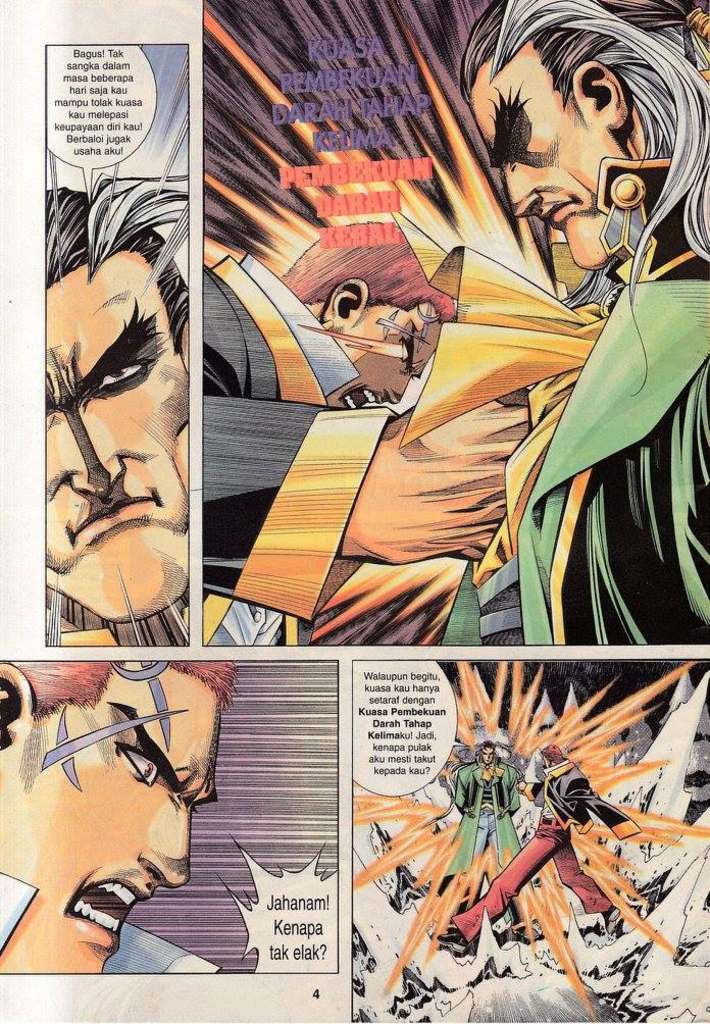 Bagus! Tak
sangka dalam
masa beberapa
hari saja kau
mampu tolak kuasa
kau melepasi
keupayaan diri kau!
Berbaloi jugak
usaha aku!
KUASA
PEMBEKUAN
DARAH TAHAP
KELIMA:
PEMBEKUAN
DARAH
KEBAL
Jahanam!
Kenapa
tak elak?
Walaupun begitu,
kuasa kau hanya
setaraf dengan
Kuasa Pembekuan
Darah Tahap
Kelimaku! Jadi,
kenapa pulak
aku mesti takut
kepada kau?
4